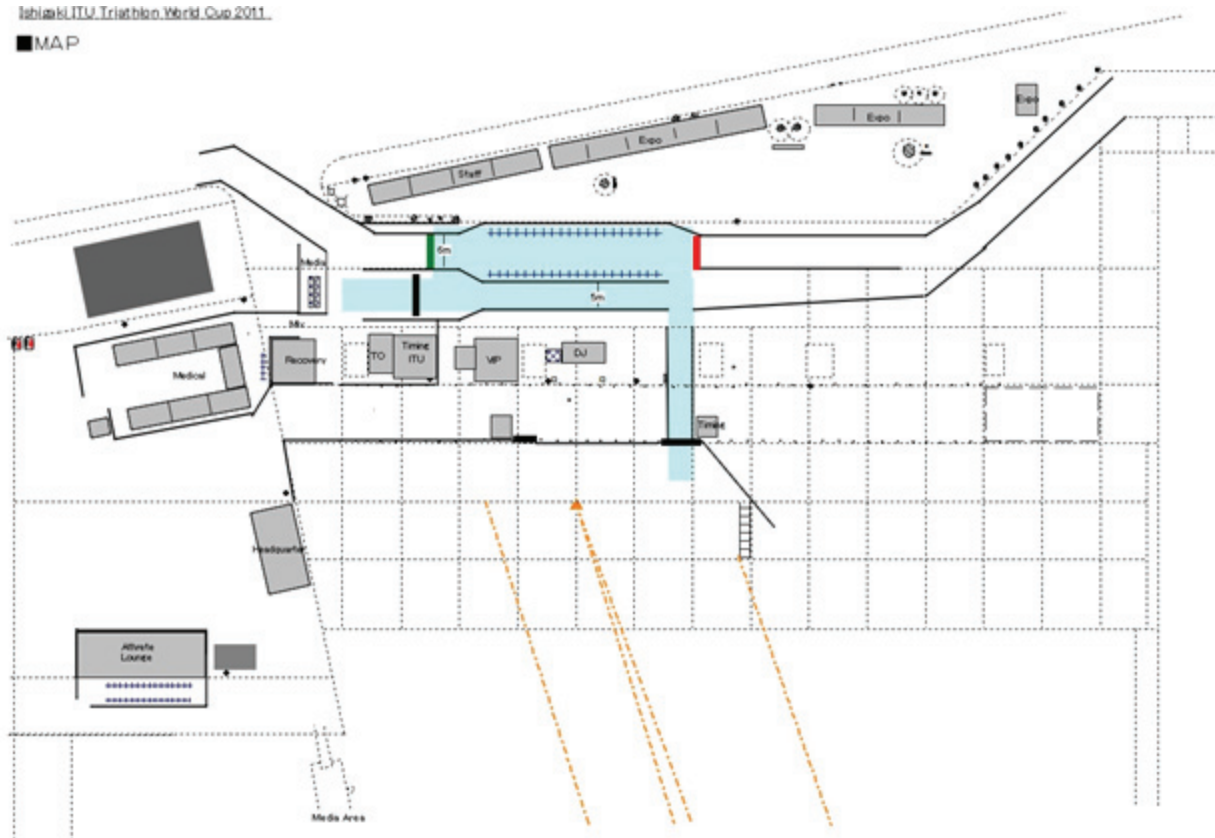 Ishigaki ITU Triathlon World Cup 2011
■MAP
Expo
Expo
Expo
Staff
6m
Media
5m
Mix
Recovery
TO
Timing
ITU
VIP
DJ
Medical
Timing
Headquarter
Athlete
Lounge
Media Area